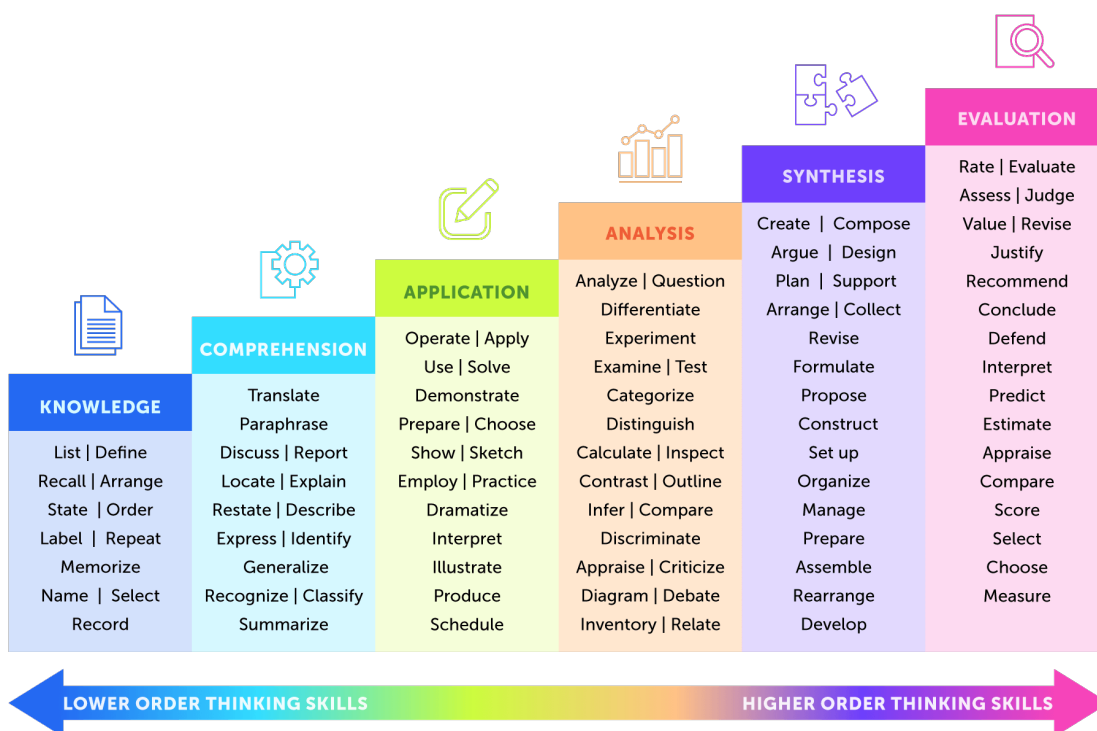 KNOWLEDGE
List | Define
Recall | Arrange
State | Order
Label | Repeat
Memorize
Name | Select
Record
COMPREHENSION
Translate
Paraphrase
Discuss | Report
Locate | Explain
Restate | Describe
Express | Identify
Generalize
Recognize | Classify
Summarize
APPLICATION
Operate | Apply
Use | Solve
Demonstrate
Prepare | Choose
Show | Sketch
Employ | Practice
Dramatize
Interpret
Illustrate
Produce
Schedule
ANALYSIS
Analyze | Question
Differentiate
Experiment
Examine | Test
Categorize
Distinguish
Calculate | Inspect
Contrast | Outline
Infer | Compare
Discriminate
Appraise | Criticize
Diagram | Debate
Inventory | Relate
SYNTHESIS
Create | Compose
Argue | Design
Plan | Support
Arrange | Collect
Revise
Formulate
Propose
Construct
Set up
Organize
Manage
Prepare
Assemble
Rearrange
Develop
EVALUATION
Rate | Evaluate
Assess | Judge
Value | Revise
Justify
Recommend
Conclude
Defend
Interpret
Predict
Estimate
Appraise
Compare
Score
Select
Choose
Measure
LOWER ORDER THINKING SKILLS
HIGHER ORDER THINKING SKILLS